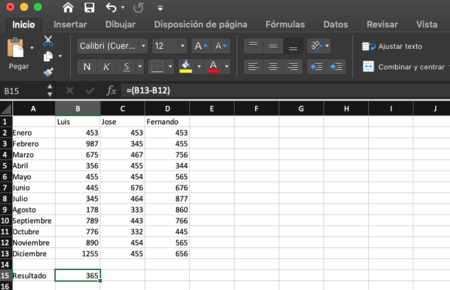 Inicio Insertar Dibujar Disposición de página Fórmulas Datos Revisar Vista
Pegar Calibri (Cuer... 12 A A Ajustar texto
N K S A Combinar y centrar
B15 fx =(B13-B12)
A B C D E F G H I J
1 Luis Jose Fernando
2 Enero 453 453 453
3 Febrero 987 345 455
4 Marzo 675 467 756
5 Abril 356 455 344
6 Mayo 455 454 565
7 Junio 445 676 676
8 Julio 345 464 877
9 Agosto 178 333 860
10 Septiembre 789 443 766
11 Octubre 776 332 445
12 Noviembre 890 454 565
13 Diciembre 1255 455 656
14
15 Resultado 365
16